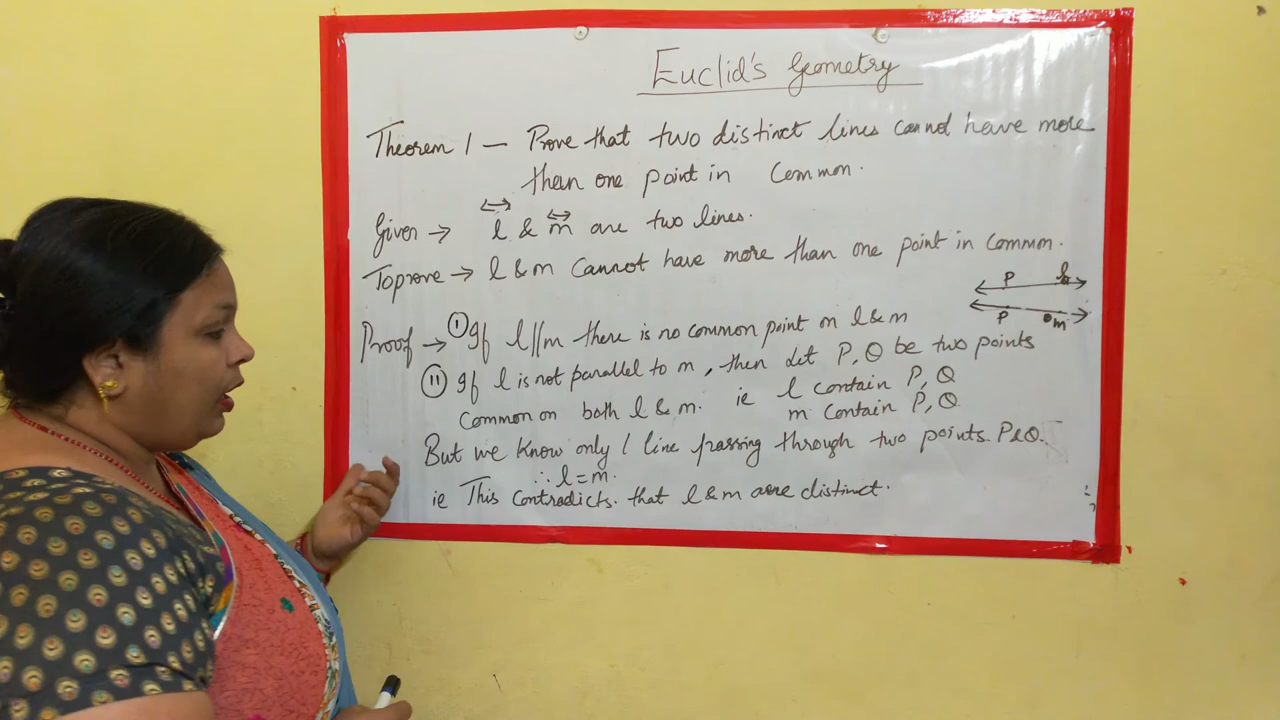 Euclid's Geometry
Theorem 1 — Prove that two distinct lines cannot have more
than one point in Common.
Given → l & m are two lines.
To prove → l & m Cannot have more than one point in Common.
P l
P m
Proof → (I) If l||m there is no common point on l & m
(II) If l is not parallel to m, then let P, Q be two points
Common on both l & m. ie l contain P, Q
m contain P, Q
But we know only 1 line passing through two points P & Q.
∴ l = m.
ie This Contradicts. that l & m are distinct.